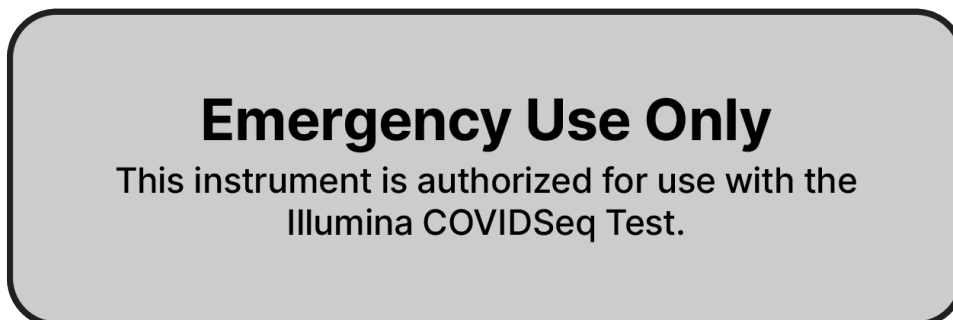 Emergency Use Only
This instrument is authorized for use with the
Illumina COVIDSeq Test.